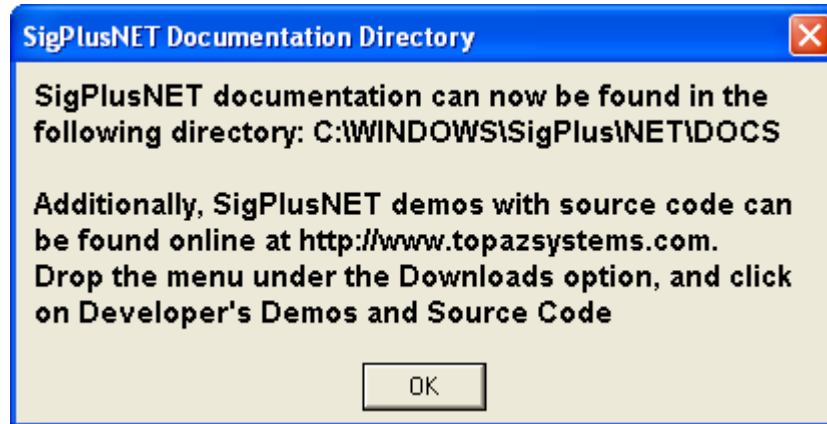 SigPlusNET Documentation Directory
SigPlusNET documentation can now be found in the
following directory: C:\WINDOWS\SigPlus\NET\DOCS
Additionally, SigPlusNET demos with source code can
be found online at http://www.topazsystems.com.
Drop the menu under the Downloads option, and click
on Developer's Demos and Source Code
OK